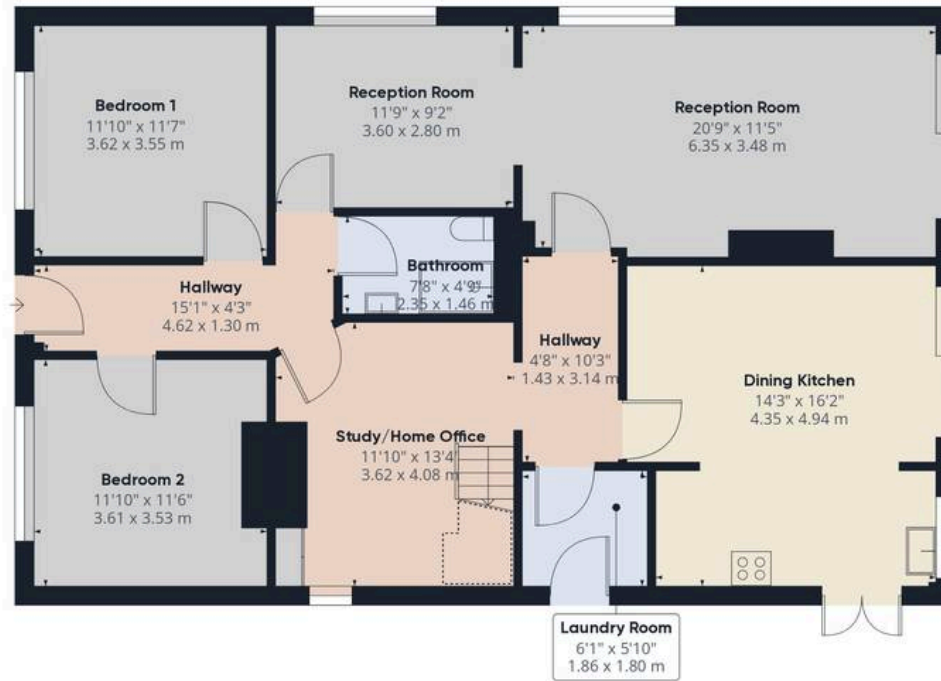 Bedroom 1
11'10" x 11'7"
3.62 x 3.55 m
Reception Room
11'9" x 9'2"
3.60 x 2.80 m
Reception Room
20'9" x 11'5"
6.35 x 3.48 m
Bathroom
7'8" x 4'9"
2.35 x 1.46 m
Hallway
15'1" x 4'3"
4.62 x 1.30 m
Hallway
4'8" x 10'3"
1.43 x 3.14 m
Dining Kitchen
14'3" x 16'2"
4.35 x 4.94 m
Study/Home Office
11'10" x 13'4"
3.62 x 4.08 m
Bedroom 2
11'10" x 11'6"
3.61 x 3.53 m
Laundry Room
6'1" x 5'10"
1.86 x 1.80 m